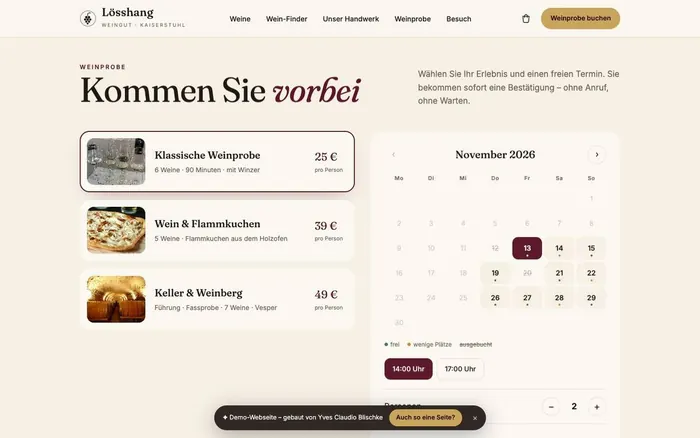 Lösshang
WEINGUT · KAISERSTUHL
Weine
Wein-Finder
Unser Handwerk
Weinprobe
Besuch
Weinprobe buchen
WEINPROBE
Kommen Sie vorbei
Wählen Sie Ihr Erlebnis und einen freien Termin. Sie
bekommen sofort eine Bestätigung – ohne Anruf,
ohne Warten.
Klassische Weinprobe
6 Weine · 90 Minuten · mit Winzer
25 €
pro Person
Wein & Flammkuchen
5 Weine · Flammkuchen aus dem Holzofen
39 €
pro Person
Keller & Weinberg
Führung · Fassprobe · 7 Weine · Vesper
49 €
pro Person
‹ November 2026 ›
Mo Di Mi Do Fr Sa So
1
2 3 4 5 6 7 8
9 10 11 12 13 14 15
16 17 18 19 20 21 22
23 24 25 26 27 28 29
30
frei wenige Plätze ausgebucht
14:00 Uhr 17:00 Uhr
Personen
− 2 +
✦ Demo-Webseite – gebaut von Yves Claudio Blischke
Auch so eine Seite?
×